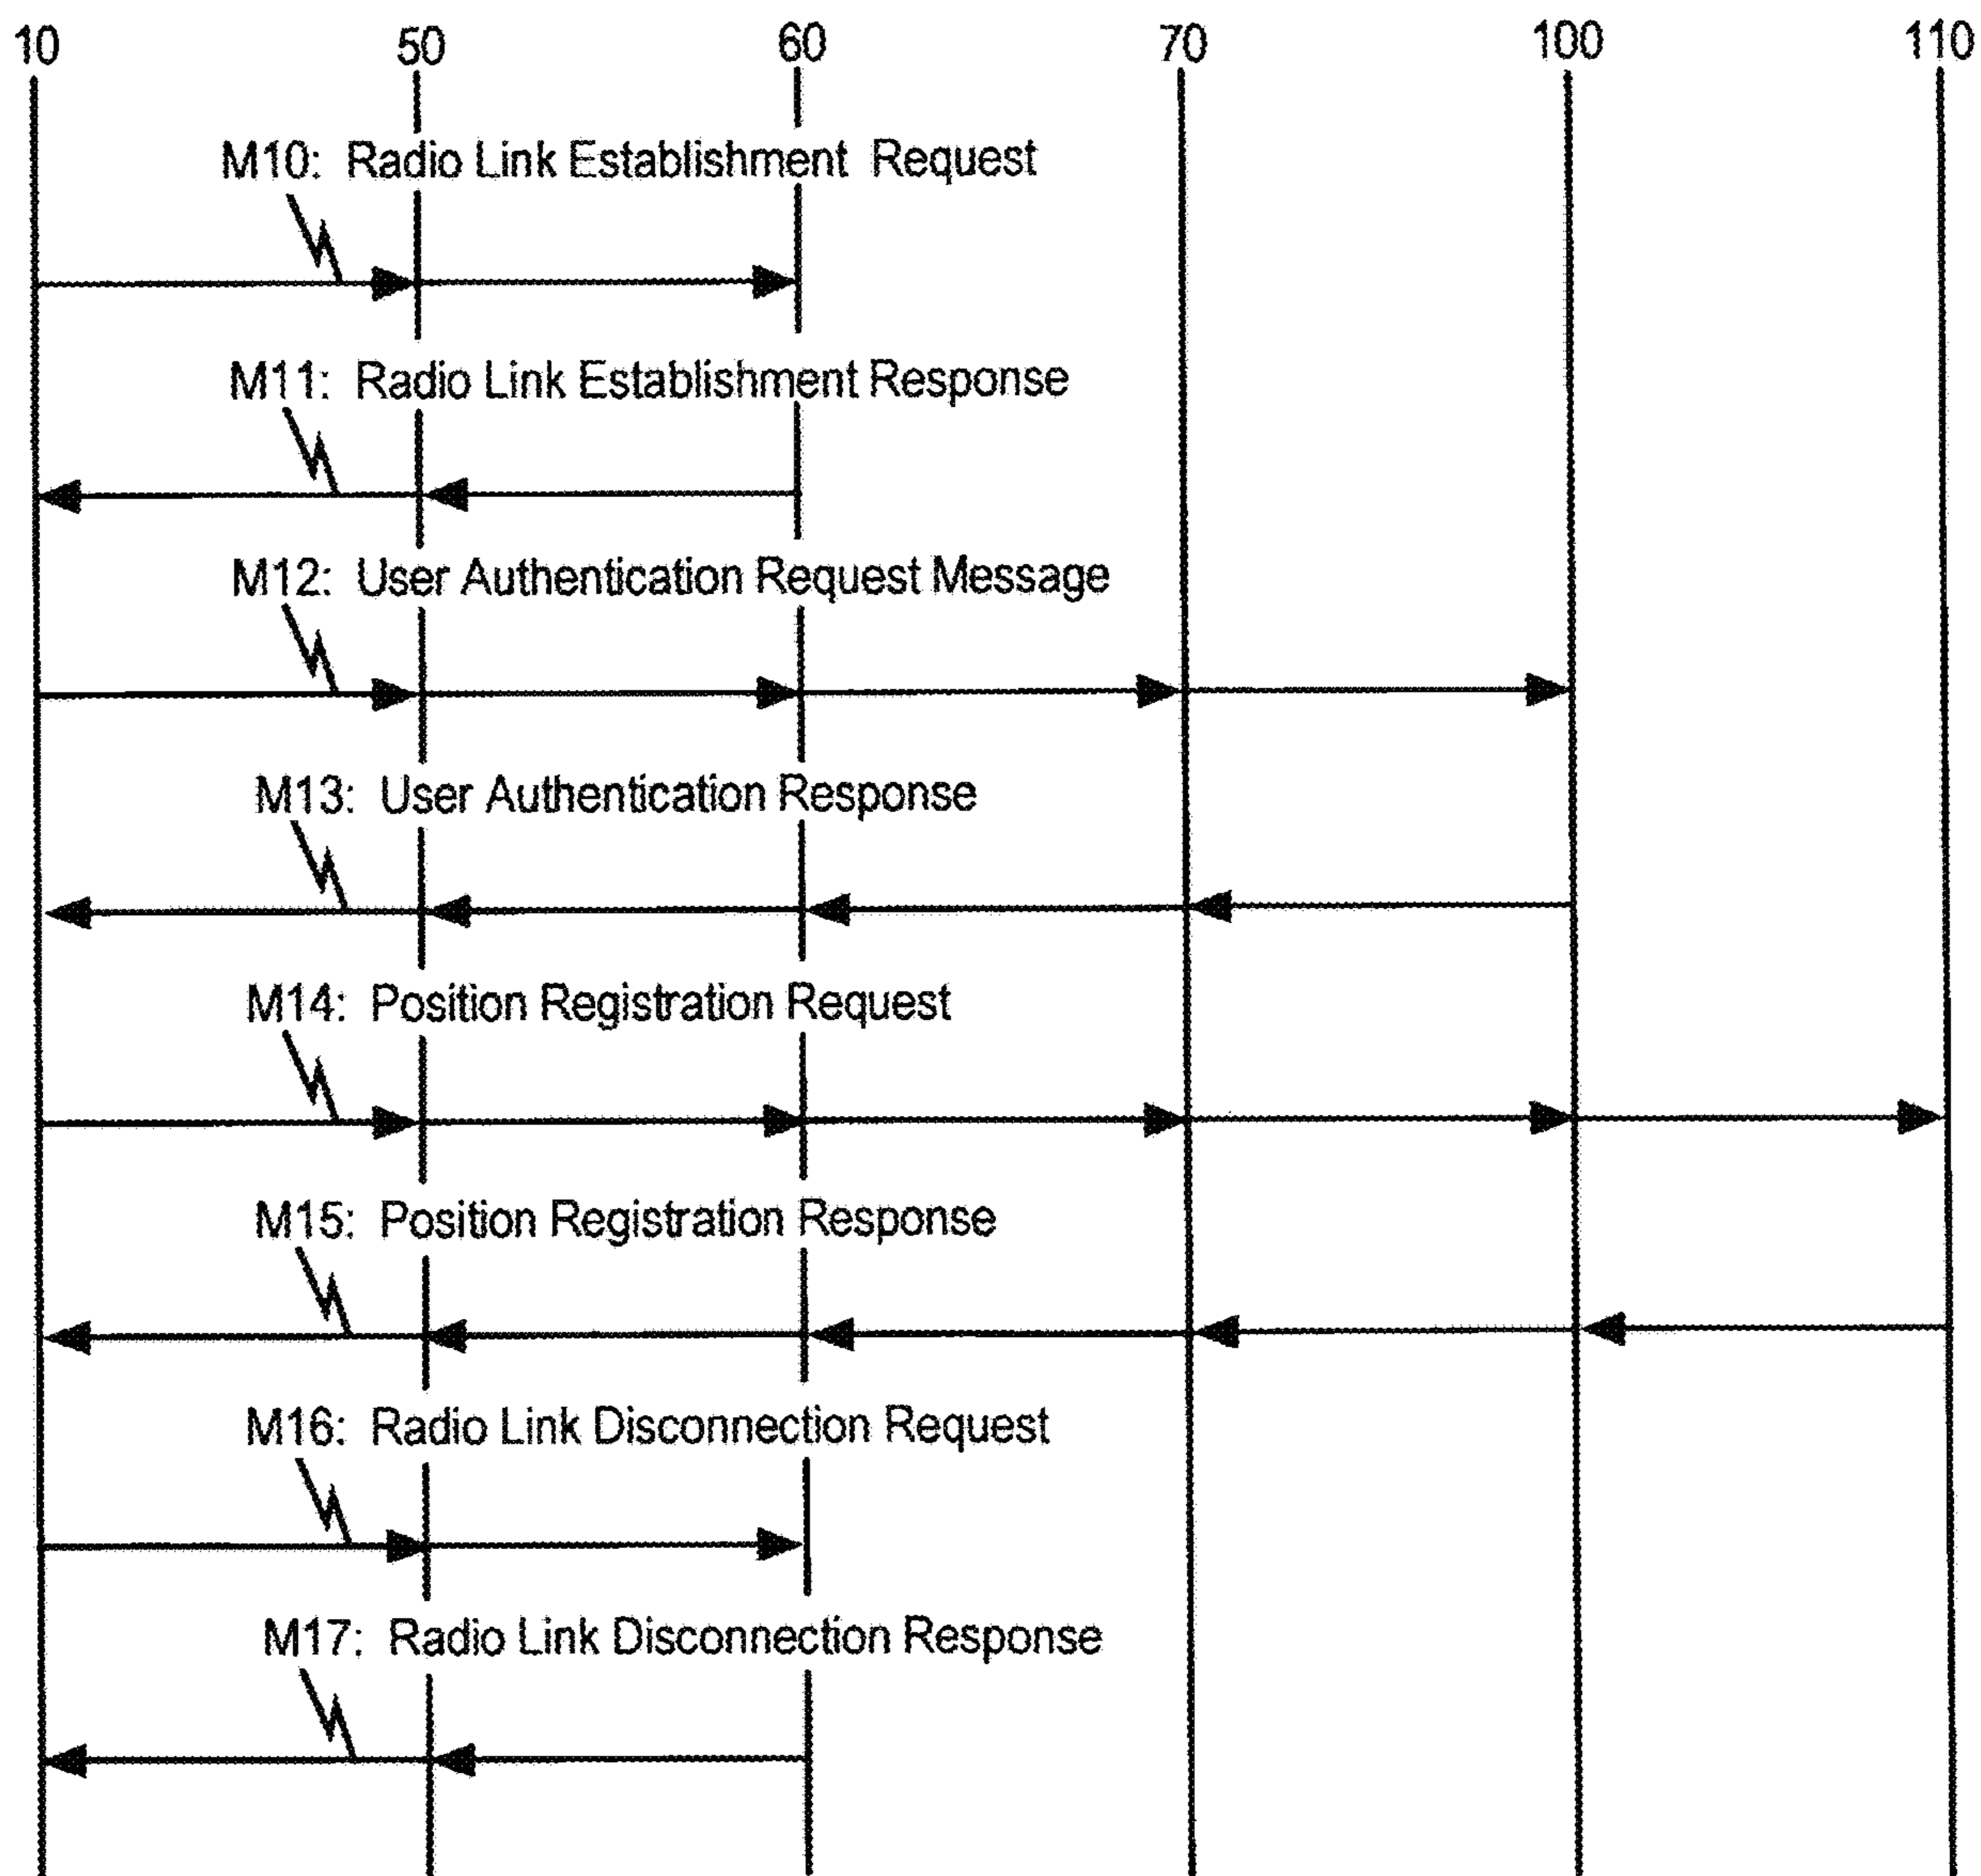 10 50 60 70 100 110
M10: Radio Link Establishment Request
M11: Radio Link Establishment Response
M12: User Authentication Request Message
M13: User Authentication Response
M14: Position Registration Request
M15: Position Registration Response
M16: Radio Link Disconnection Request
M17: Radio Link Disconnection Response